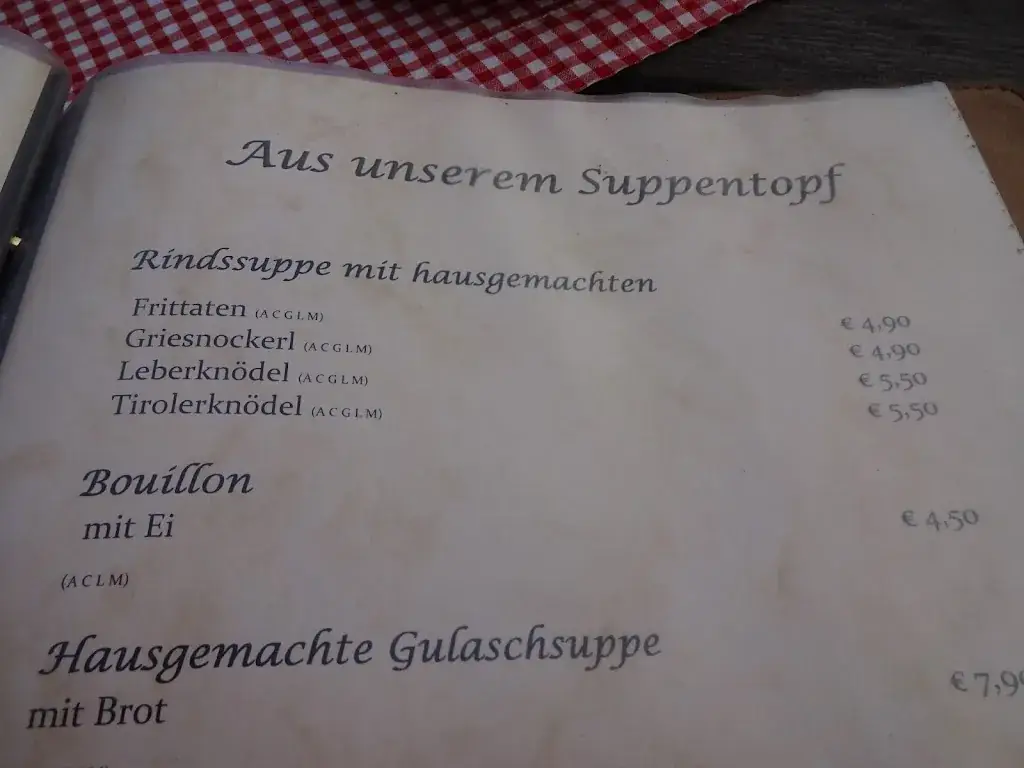 Aus unserem Suppentopf
Rindssuppe mit hausgemachten
Frittaten (A C G L M) € 4,90
Griesnockerl (A C G L M) € 4,90
Leberknödel (A C G L M) € 5,50
Tirolerknödel (A C G L M) € 5,50
Bouillon
mit Ei € 4,50
(A C L M)
Hausgemachte Gulaschsuppe
mit Brot